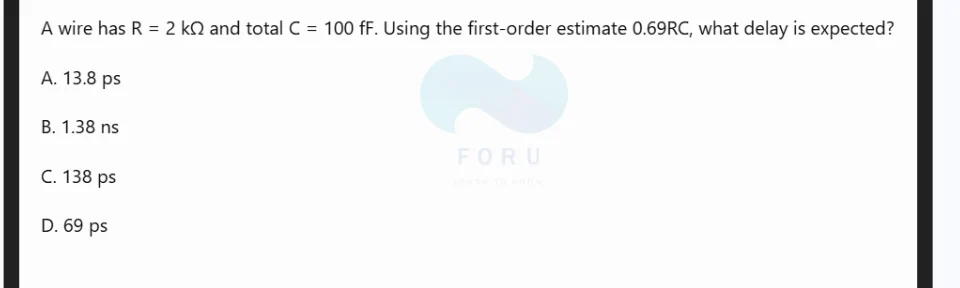 A wire has R = 2 kΩ and total C = 100 fF. Using the first-order estimate 0.69RC, what delay is expected?
A. 13.8 ps
B. 1.38 ns
FORU
C. 138 ps
D. 69 ps